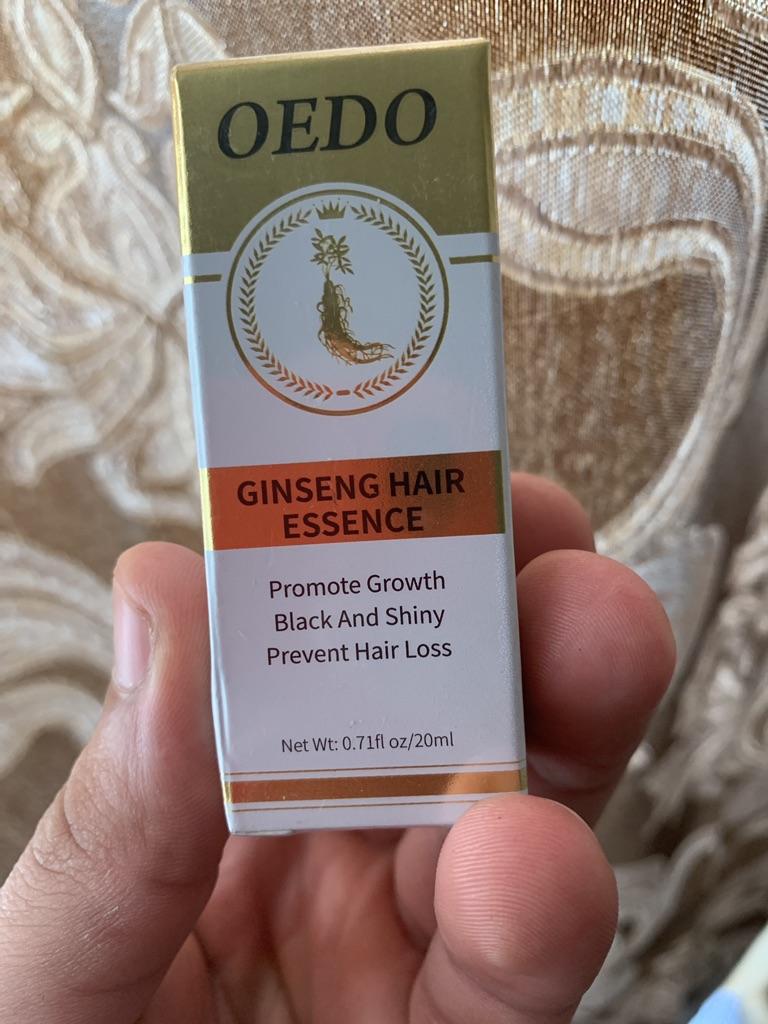 OEDO
GINSENG HAIR
ESSENCE
Promote Growth
Black And Shiny
Prevent Hair Loss
Net Wt: 0.71fl oz/20ml